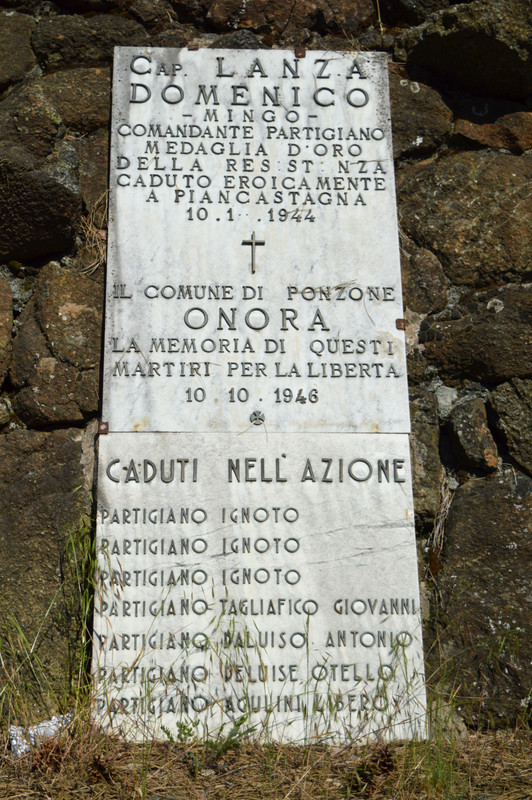 CAP. LANZA
DOMENICO
- MINGO -
COMANDANTE PARTIGIANO
MEDAGLIA D'ORO
DELLA RES ST NZA
CADUTO EROICAMENTE
A PIANCASTAGNA
10.1 .1944
IL COMUNE DI PONZONE
ONORA
LA MEMORIA DI QUESTI
MARTIRI PER LA LIBERTA
10.10.1946
CADUTI NELL'AZIONE
PARTIGIANO IGNOTO
PARTIGIANO IGNOTO
PARTIGIANO IGNOTO
PARTIGIANO TAGLIAFICO GIOVANNI
PARTIGIANO DALUISO ANTONIO
PARTIGIANO DELUISE OTELLO
PARTIGIANO AGULINI LIBERO